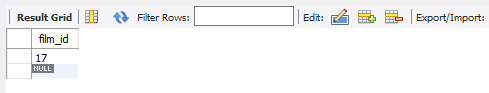 Result Grid Filter Rows: Edit: Export/Import:
film_id
17
NULL